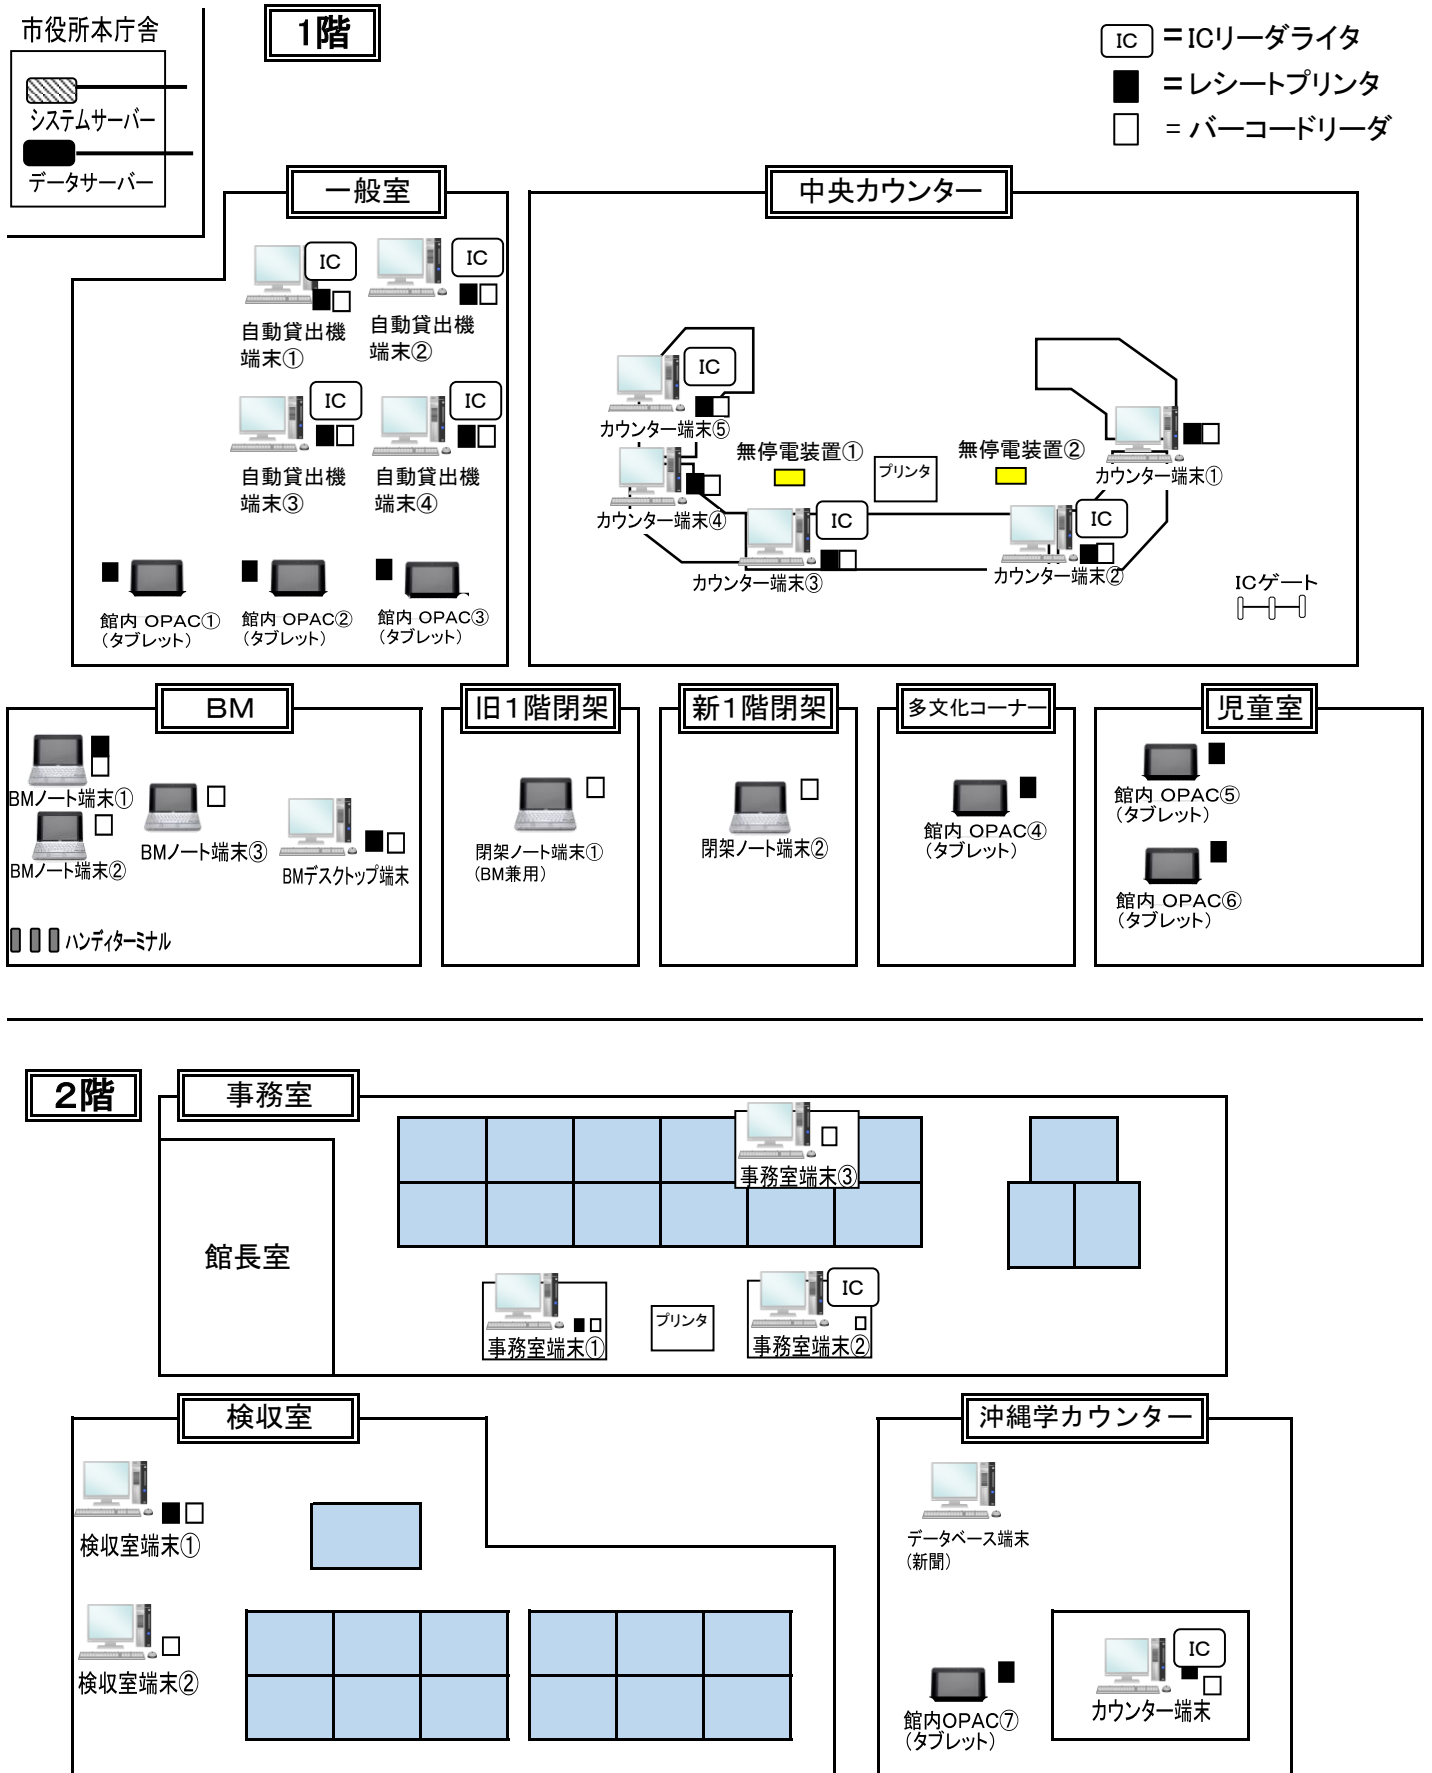 市役所本庁舎
システムサーバー
データサーバー
1階
IC =ICリーダライタ
=レシートプリンタ
= バーコードリーダ
一般室
IC
IC
自動貸出機
端末①
自動貸出機
端末②
IC
IC
自動貸出機
端末③
自動貸出機
端末④
館内 OPAC①
(タブレット)
館内 OPAC②
(タブレット)
館内 OPAC③
(タブレット)
中央カウンター
IC
カウンター端末⑤
無停電装置①
プリンタ
無停電装置②
カウンター端末①
カウンター端末④
IC
カウンター端末③
IC
カウンター端末②
ICゲート
BM
BMノート端末①
BMノート端末②
BMノート端末③
BMデスクトップ端末
ハンディターミナル
旧1階閉架
閉架ノート端末①
(BM兼用)
新1階閉架
閉架ノート端末②
多文化コーナー
館内 OPAC④
(タブレット)
児童室
館内 OPAC⑤
(タブレット)
館内 OPAC⑥
(タブレット)
2階
事務室
事務室端末③
館長室
事務室端末①
プリンタ
IC
事務室端末②
検収室
検収室端末①
検収室端末②
沖縄学カウンター
データベース端末
(新聞)
IC
カウンター端末
館内OPAC⑦
(タブレット)